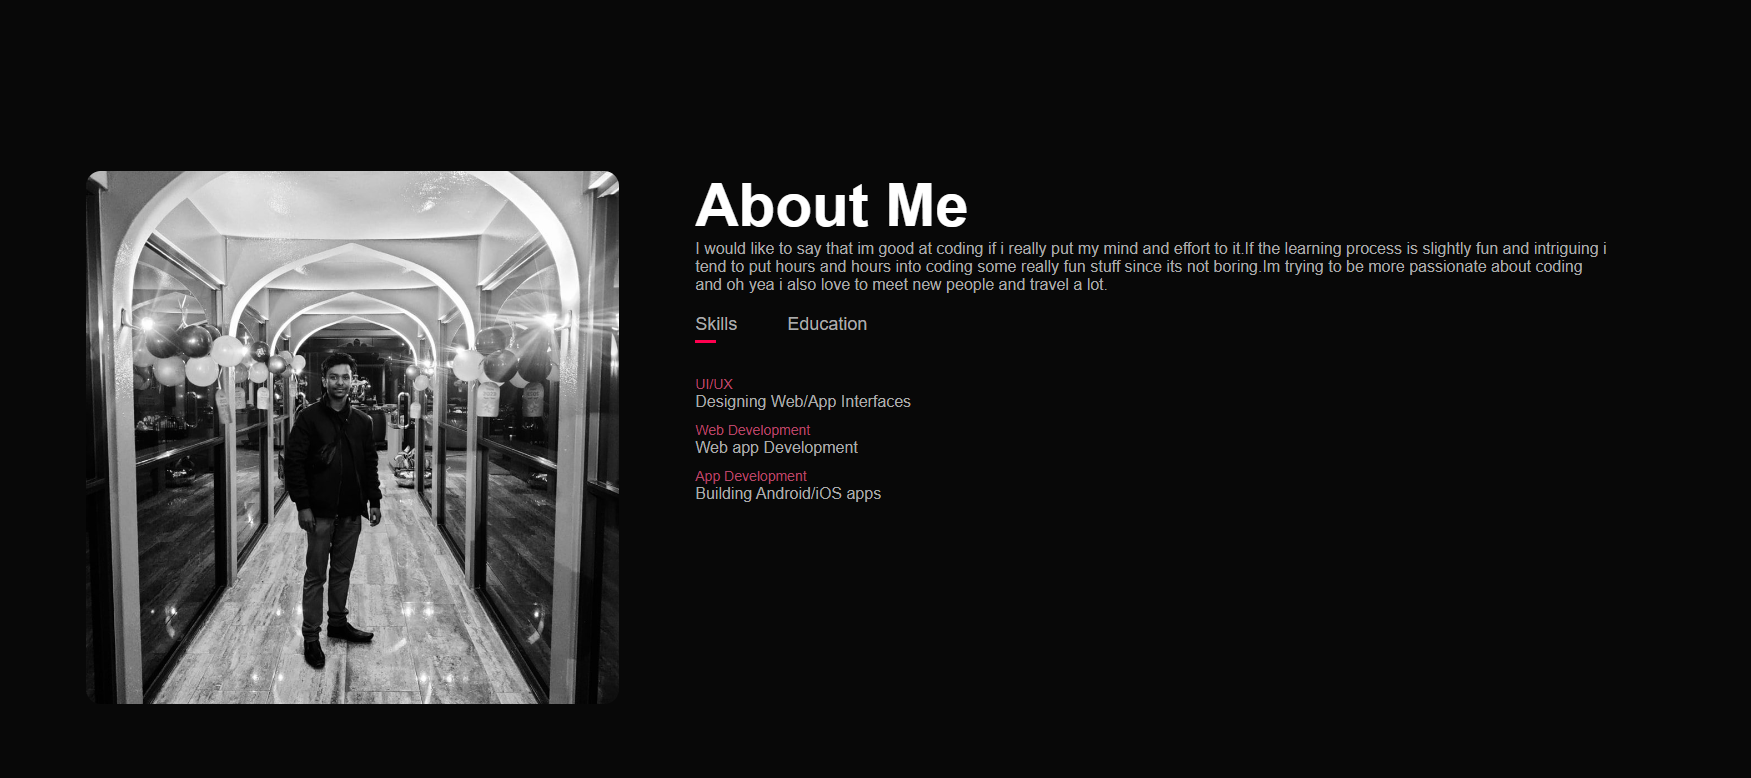 About Me
I would like to say that im good at coding if i really put my mind and effort to it.If the learning process is slightly fun and intriguing i
tend to put hours and hours into coding some really fun stuff since its not boring.Im trying to be more passionate about coding
and oh yea i also love to meet new people and travel a lot.
Skills Education
UI/UX
Designing Web/App Interfaces
Web Development
Web app Development
App Development
Building Android/iOS apps